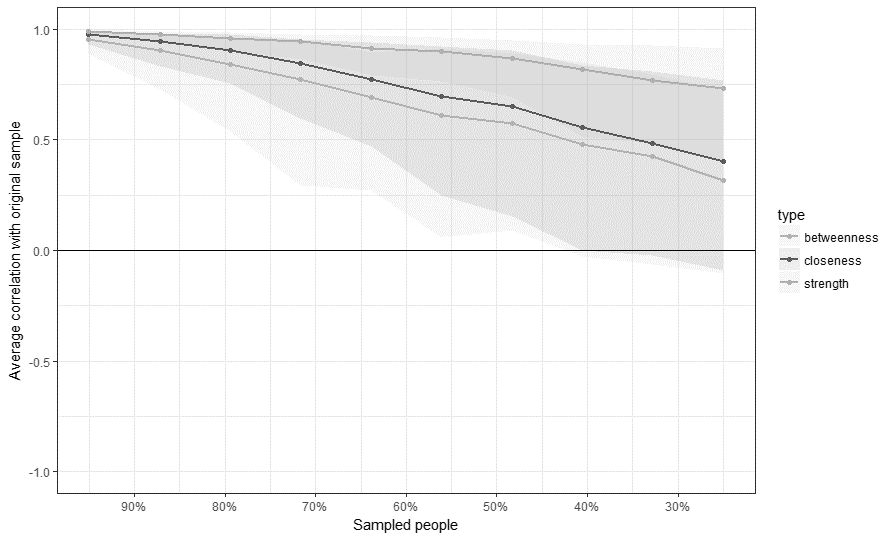 Average correlation with original sample
1.0
0.5
0.0
-0.5
-1.0
90% 80% 70% 60% 50% 40% 30%
Sampled people
type
betweenness
closeness
strength